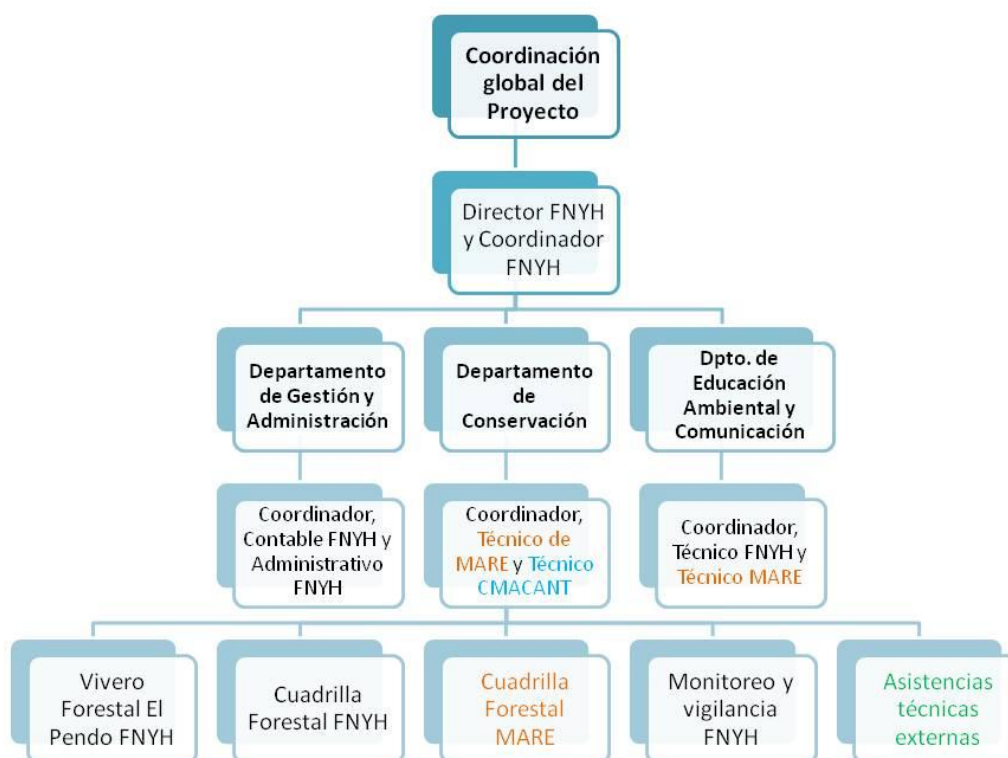 Coordinación
global del
Proyecto
Director FNYH
y Coordinador
FNYH
Departamento
de Gestión y
Administración
Departamento
de
Conservación
Dpto. de
Educación
Ambiental y
Comunicación
Coordinador,
Contable FNYH y
Administrativo
FNYH
Coordinador,
Técnico de
MARE y Técnico
CMACANT
Coordinador,
Técnico FNYH y
Técnico MARE
Vivero
Forestal El
Pendo FNYH
Cuadrilla
Forestal FNYH
Cuadrilla
Forestal
MARE
Monitoreo y
vigilancia
FNYH
Asistencias
técnicas
externas